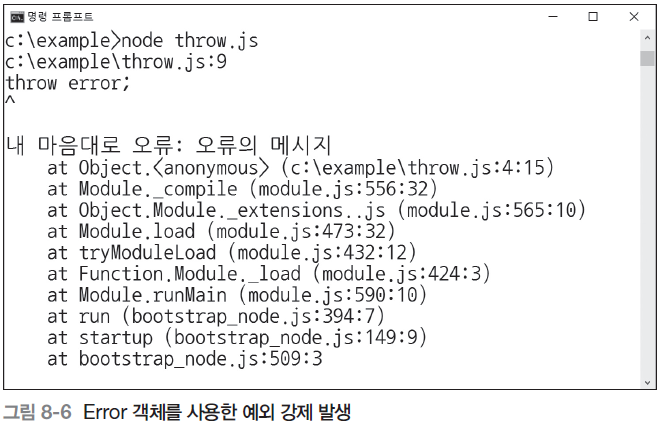 명령 프롬프트
c:\example>node throw.js
c:\example\throw.js:9
throw error;
^
내 마음대로 오류: 오류의 메시지
    at Object.<anonymous> (c:\example\throw.js:4:15)
    at Module._compile (module.js:556:32)
    at Object.Module._extensions..js (module.js:565:10)
    at Module.load (module.js:473:32)
    at tryModuleLoad (module.js:432:12)
    at Function.Module._load (module.js:424:3)
    at Module.runMain (module.js:590:10)
    at run (bootstrap_node.js:394:7)
    at startup (bootstrap_node.js:149:9)
    at bootstrap_node.js:509:3
그림 8-6 Error 객체를 사용한 예외 강제 발생